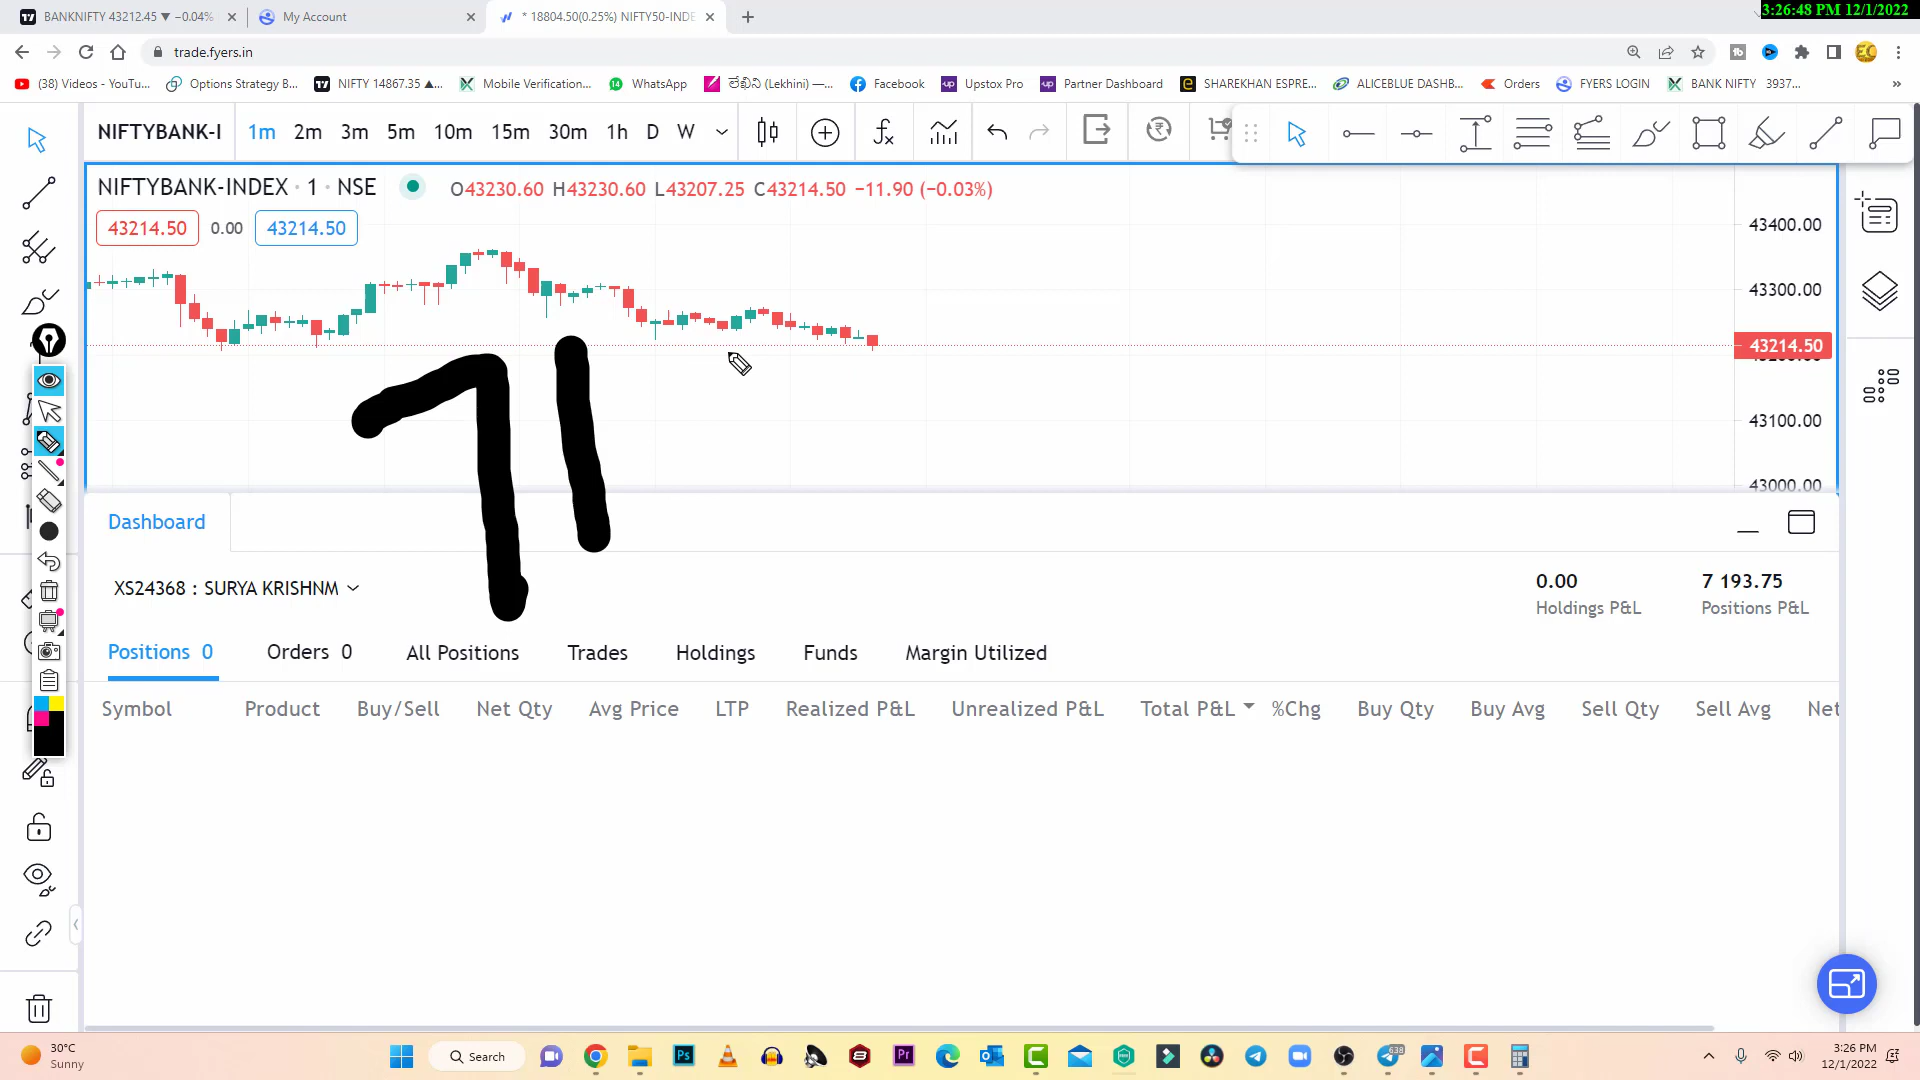 BANKNIFTY 43212.45 ▼ −0.04%
My Account
* 18804.50(0.25%) NIFTY50-INDE
3:26:48 PM 12/1/2022
trade.fyers.in
(38) Videos - YouTu... Options Strategy B... NIFTY 14867.35 ▲... Mobile Verification... WhatsApp లేఖిని (Lekhini) —... Facebook Upstox Pro Partner Dashboard SHAREKHAN ESPRE... ALICEBLUE DASHB... Orders FYERS LOGIN BANK NIFTY 3937... »
NIFTYBANK-I 1m 2m 3m 5m 10m 15m 30m 1h D W
NIFTYBANK-INDEX · 1 · NSE O43230.60 H43230.60 L43207.25 C43214.50 −11.90 (−0.03%)
43214.50 0.00 43214.50
43400.00
43300.00
43214.50
43100.00
43000.00
Dashboard
XS24368 : SURYA KRISHNM
0.00 7 193.75
Holdings P&L Positions P&L
Positions 0 Orders 0 All Positions Trades Holdings Funds Margin Utilized
Symbol Product Buy/Sell Net Qty Avg Price LTP Realized P&L Unrealized P&L Total P&L %Chg Buy Qty Buy Avg Sell Qty Sell Avg Net
30°C
Sunny
Search
638
3:26 PM
12/1/2022